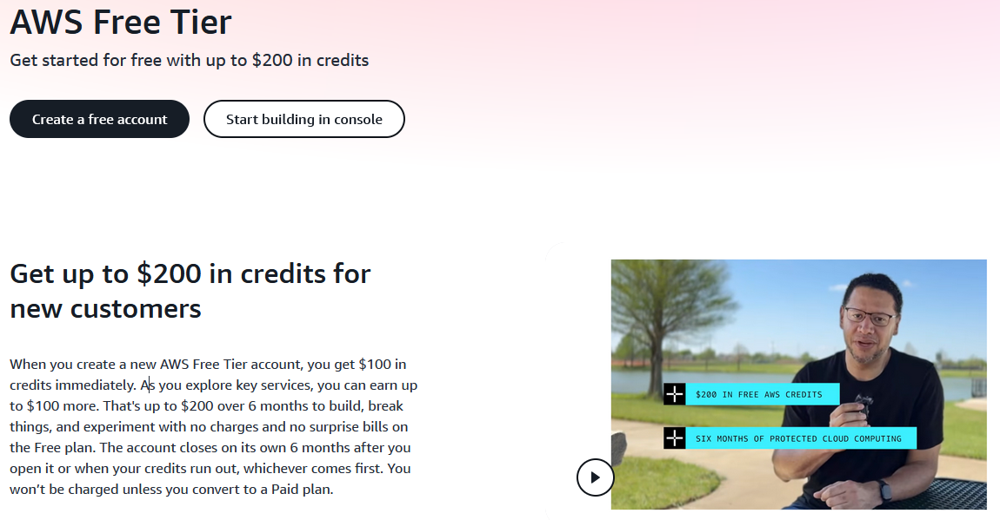 AWS Free Tier
Get started for free with up to $200 in credits
Create a free account
Start building in console
Get up to $200 in credits for
new customers
When you create a new AWS Free Tier account, you get $100 in
credits immediately. As you explore key services, you can earn up
to $100 more. That's up to $200 over 6 months to build, break
things, and experiment with no charges and no surprise bills on
the Free plan. The account closes on its own 6 months after you
open it or when your credits run out, whichever comes first. You
won’t be charged unless you convert to a Paid plan.
$200 IN FREE AWS CREDITS
SIX MONTHS OF PROTECTED CLOUD COMPUTING